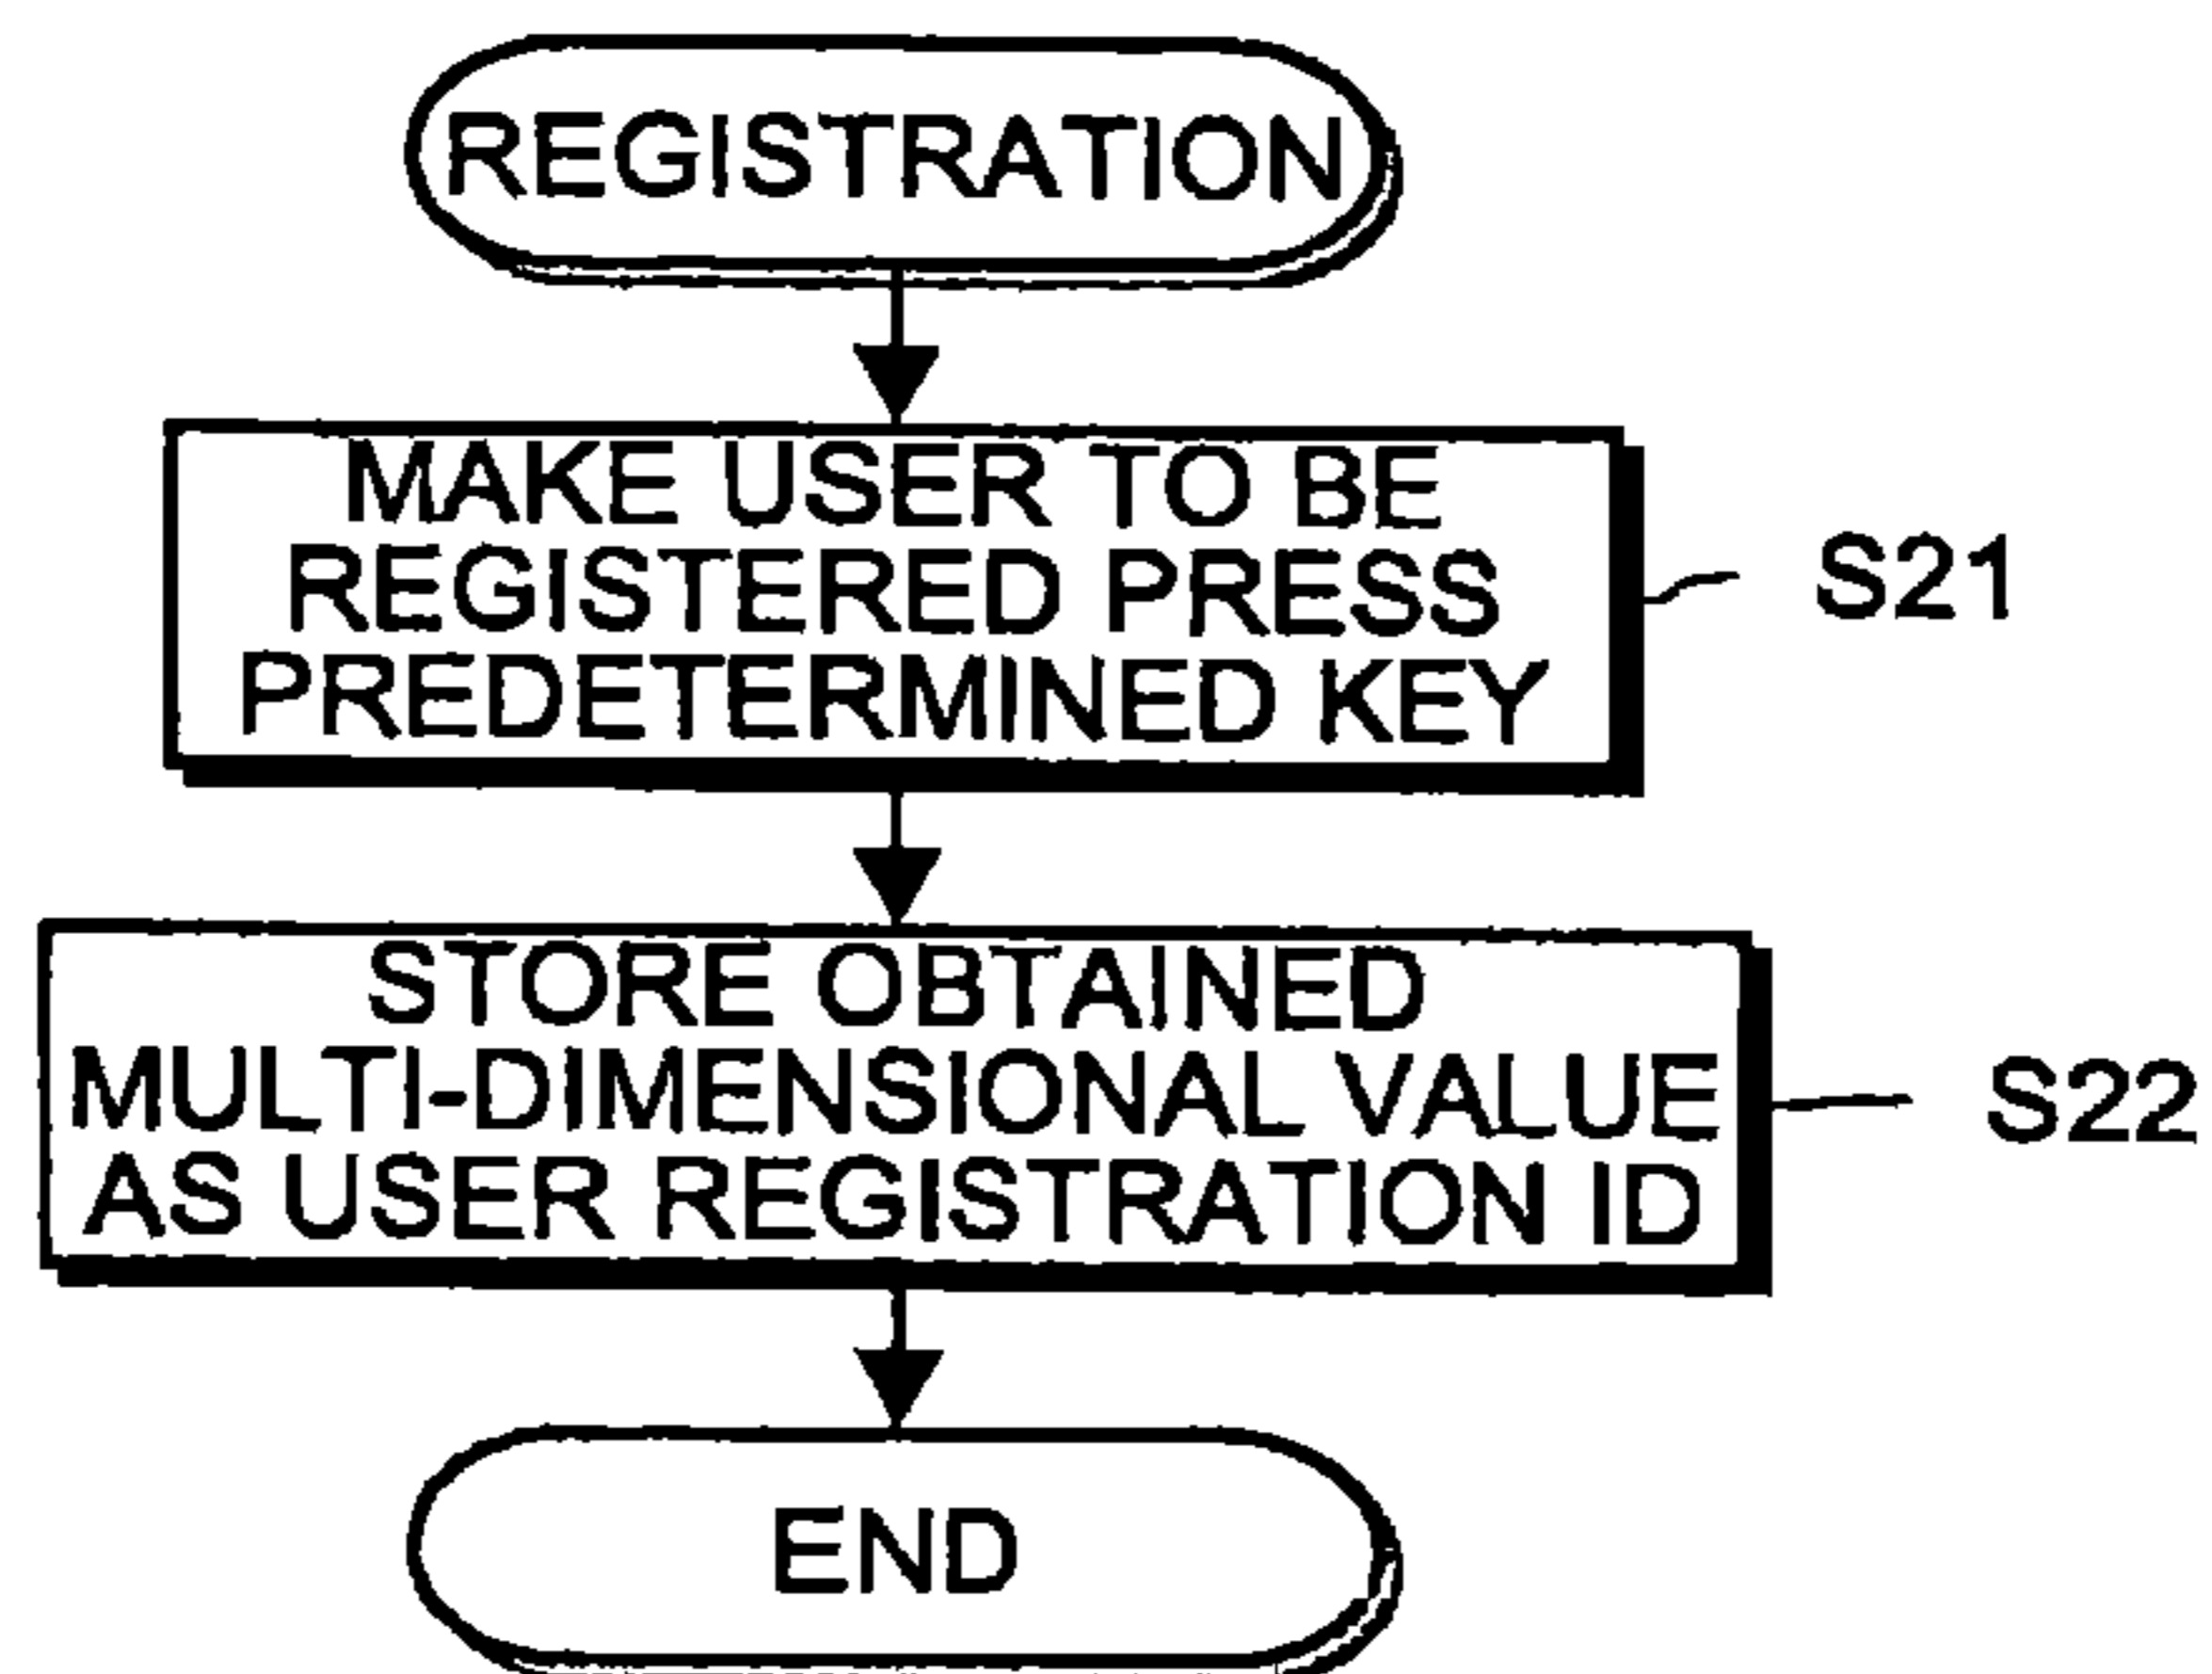 REGISTRATION
MAKE USER TO BE
REGISTERED PRESS
PREDETERMINED KEY
S21
STORE OBTAINED
MULTI-DIMENSIONAL VALUE
AS USER REGISTRATION ID
S22
END